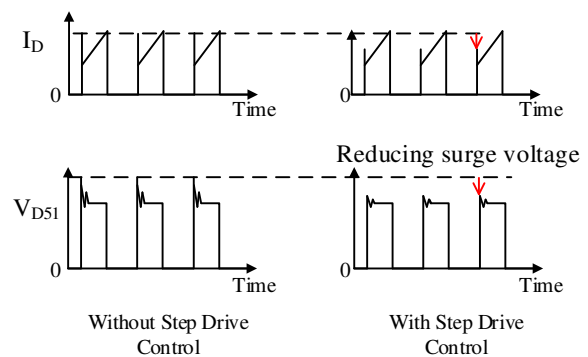 I_D
0
Time
0
Time
Reducing surge voltage
V_D51
0
Time
0
Time
Without Step Drive
Control
With Step Drive
Control